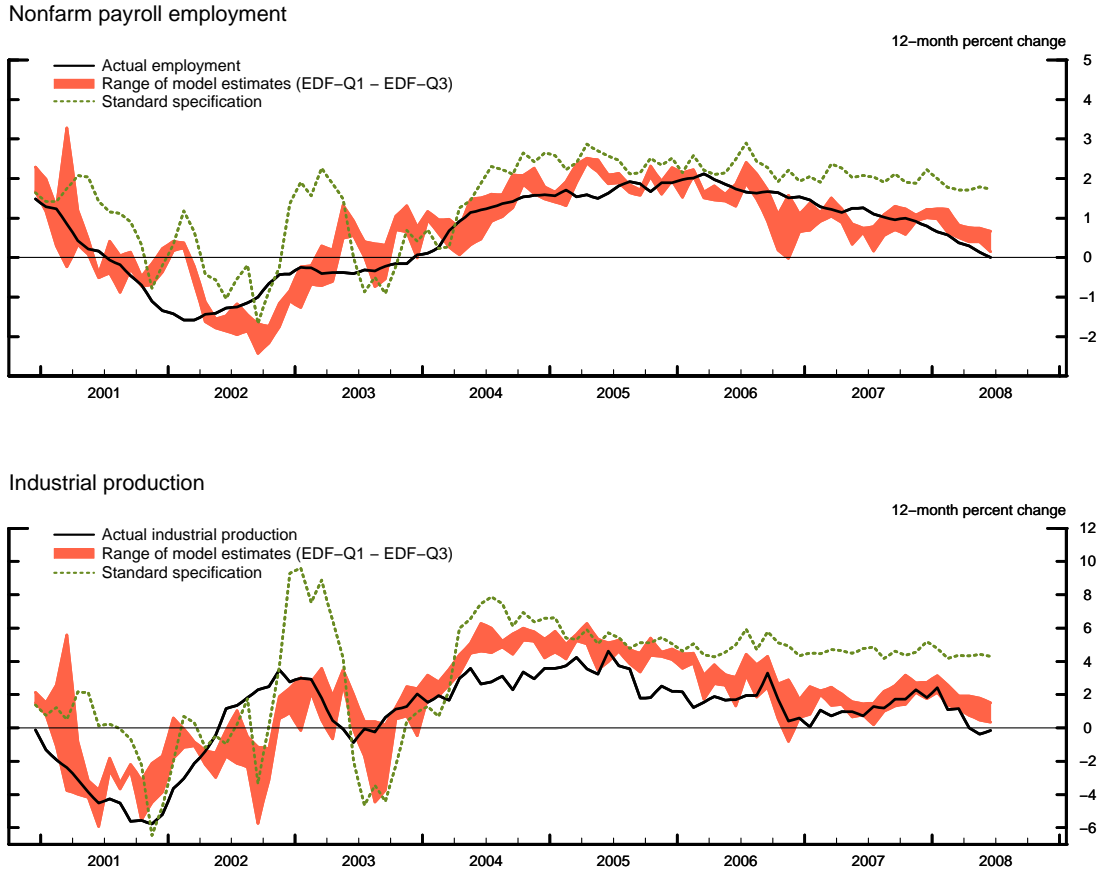 Nonfarm payroll employment
12−month percent change
Actual employment
Range of model estimates (EDF−Q1 − EDF−Q3)
Standard specification
5
4
3
2
1
0
−1
−2
2001 2002 2003 2004 2005 2006 2007 2008
Industrial production
12−month percent change
Actual industrial production
Range of model estimates (EDF−Q1 − EDF−Q3)
Standard specification
12
10
8
6
4
2
0
−2
−4
−6
2001 2002 2003 2004 2005 2006 2007 2008